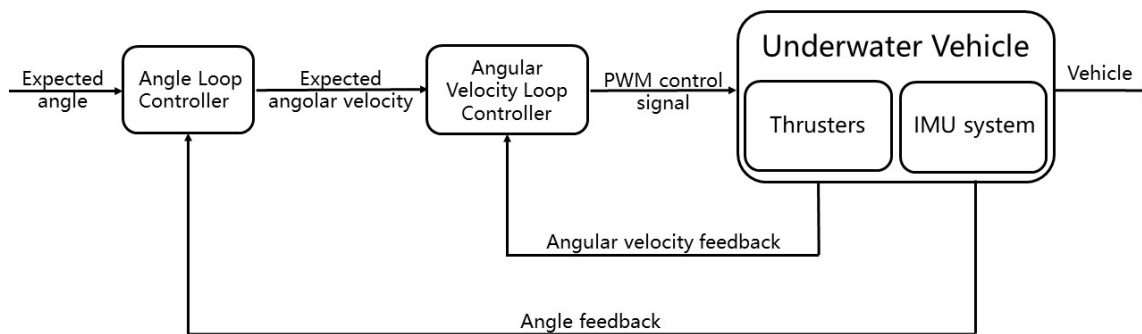 Expected
angle
Angle Loop
Controller
Expected
angolar velocity
Angular
Velocity Loop
Controller
PWM control
signal
Underwater Vehicle
Thrusters
IMU system
Vehicle
Angular velocity feedback
Angle feedback